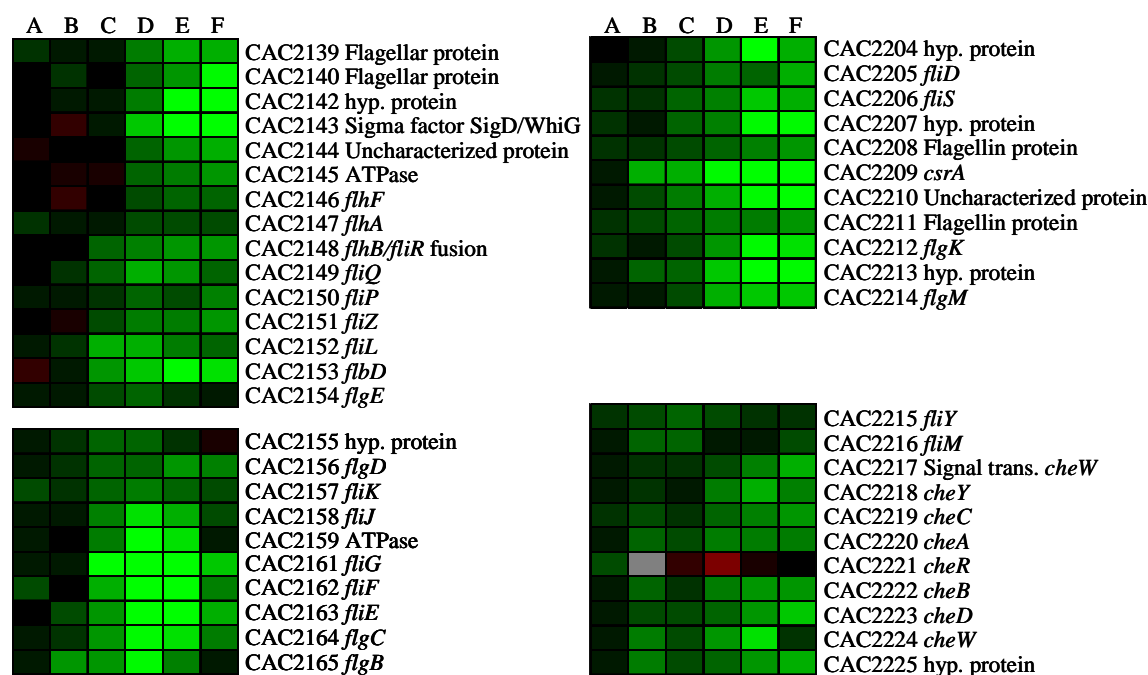 A B C D E F
CAC2139 Flagellar protein
CAC2140 Flagellar protein
CAC2142 hyp. protein
CAC2143 Sigma factor SigD/WhiG
CAC2144 Uncharacterized protein
CAC2145 ATPase
CAC2146 flhF
CAC2147 flhA
CAC2148 flhB/fliR fusion
CAC2149 fliQ
CAC2150 fliP
CAC2151 fliZ
CAC2152 fliL
CAC2153 flbD
CAC2154 flgE
CAC2155 hyp. protein
CAC2156 flgD
CAC2157 fliK
CAC2158 fliJ
CAC2159 ATPase
CAC2161 fliG
CAC2162 fliF
CAC2163 fliE
CAC2164 flgC
CAC2165 flgB
A B C D E F
CAC2204 hyp. protein
CAC2205 fliD
CAC2206 fliS
CAC2207 hyp. protein
CAC2208 Flagellin protein
CAC2209 csrA
CAC2210 Uncharacterized protein
CAC2211 Flagellin protein
CAC2212 flgK
CAC2213 hyp. protein
CAC2214 flgM
CAC2215 fliY
CAC2216 fliM
CAC2217 Signal trans. cheW
CAC2218 cheY
CAC2219 cheC
CAC2220 cheA
CAC2221 cheR
CAC2222 cheB
CAC2223 cheD
CAC2224 cheW
CAC2225 hyp. protein